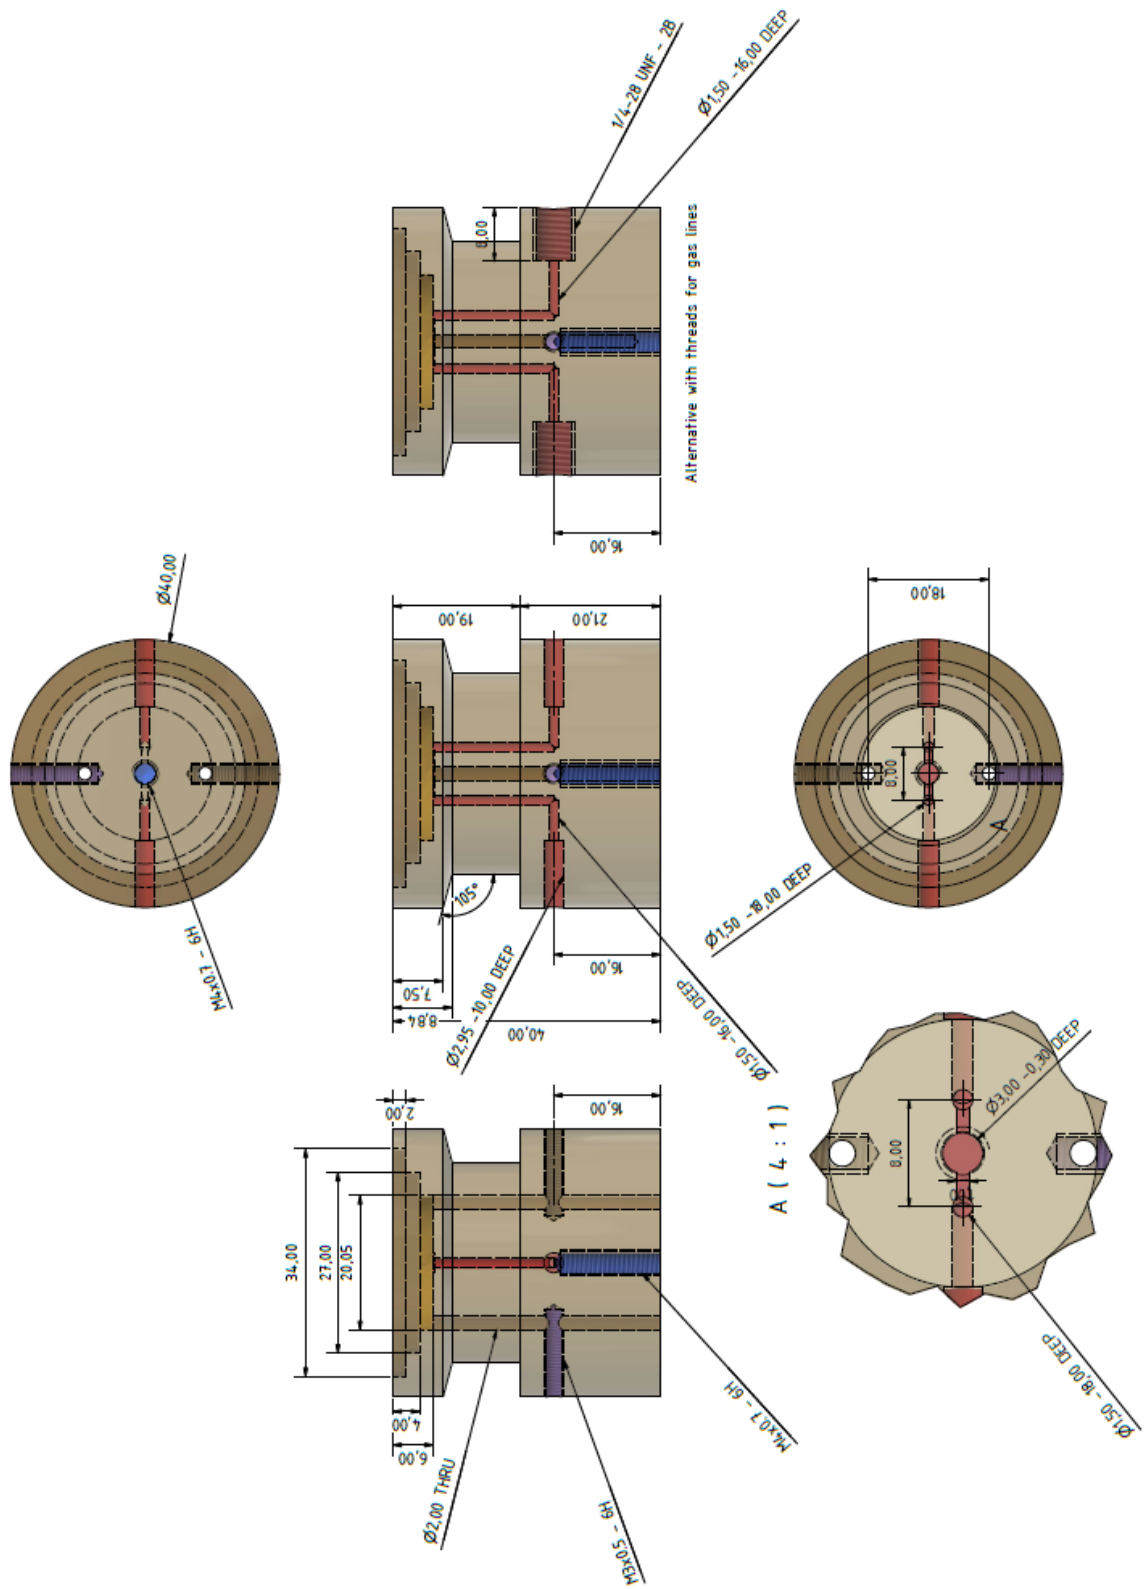 1/4-28 UNF - 2B
Ø1,50 -16,00 DEEP
8,00
Alternative with threads for gas lines
16,00
Ø40,00
M4x0,7 - 6H
19,00
21,00
105°
7,50
8,84
40,00
16,00
Ø2,95 -10,00 DEEP
Ø1,50 -16,00 DEEP
18,00
8,00
A
Ø1,50 -18,00 DEEP
2,00
16,00
34,00
27,00
20,05
4,00
6,00
Ø2,00 THRU
M3x0,5 - 6H
M4x0,7 - 6H
A ( 4 : 1 )
Ø3,00 -0,30 DEEP
8,00
Ø1,50 -18,00 DEEP